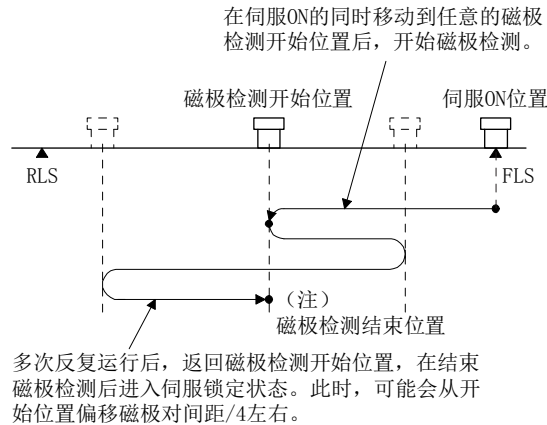 在伺服ON的同时移动到任意的磁极
检测开始位置后，开始磁极检测。
磁极检测开始位置
伺服ON位置
RLS
FLS
（注）
磁极检测结束位置
多次反复运行后，返回磁极检测开始位置，在结束
磁极检测后进入伺服锁定状态。此时，可能会从开
始位置偏移磁极对间距/4左右。